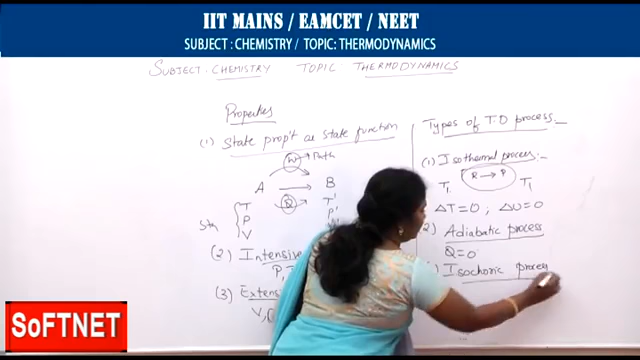 IIT MAINS / EAMCET / NEET
SUBJECT : CHEMISTRY / TOPIC: THERMODYNAMICS
SUBJECT : CHEMISTRY TOPIC: THERMODYNAMICS
Properties
(1) State prop't as state function
W → Path
A → B
Q
T
P
V
T'
P'
(2) Intensive
P, T
(3) Extens
V,
Types of T.D process
(1) Isothermal process:-
R → P
T₁ T₁
ΔT=0 ; ΔU=0
2) Adiabatic process
Q=0
) Isochoric process
SoFTNET